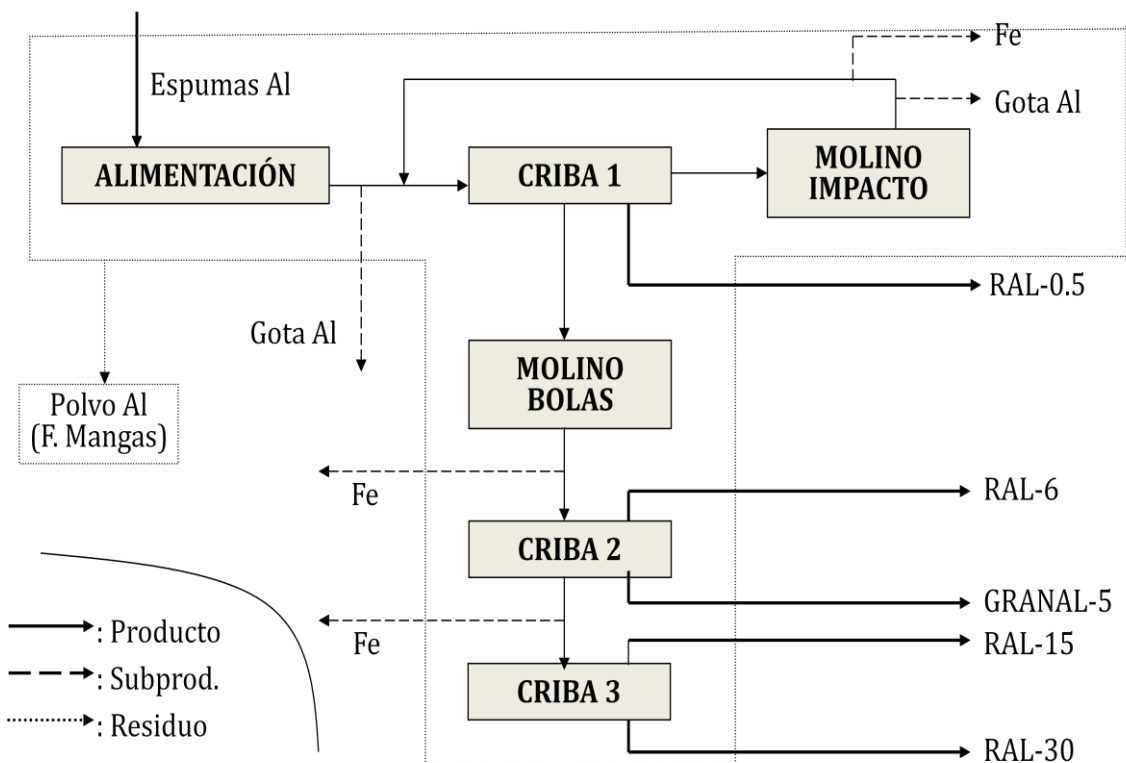 Fe
Espumas Al
Gota Al
ALIMENTACIÓN
CRIBA 1
MOLINO
IMPACTO
RAL-0.5
Gota Al
MOLINO
BOLAS
Polvo Al
(F. Mangas)
Fe
RAL-6
CRIBA 2
GRANAL-5
: Producto
Fe
RAL-15
: Subprod.
CRIBA 3
: Residuo
RAL-30